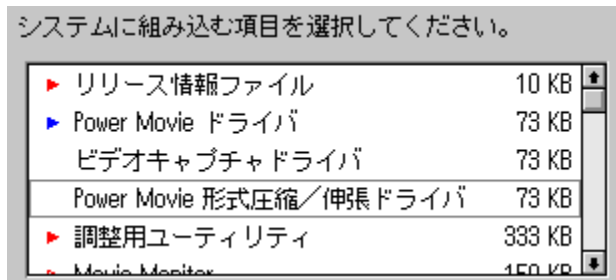 システムに組み込む項目を選択してください。
リリース情報ファイル 10 KB
Power Movie ドライバ 73 KB
ビデオキャプチャドライバ 73 KB
Power Movie 形式圧縮/伸張ドライバ 73 KB
調整用ユーティリティ 333 KB
Movie Monitor 150 KB